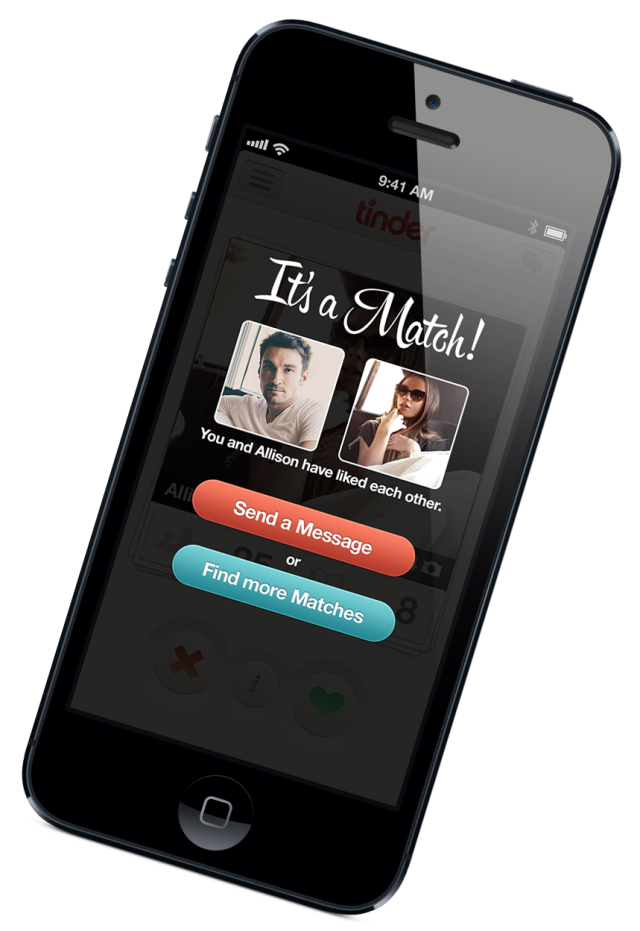 9:41 AM
tinder
It's a Match!
You and Allison have liked each other.
Send a Message
or
Find more Matches
8